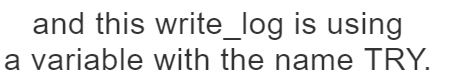 and this write_log is using
a variable with the name TRY.